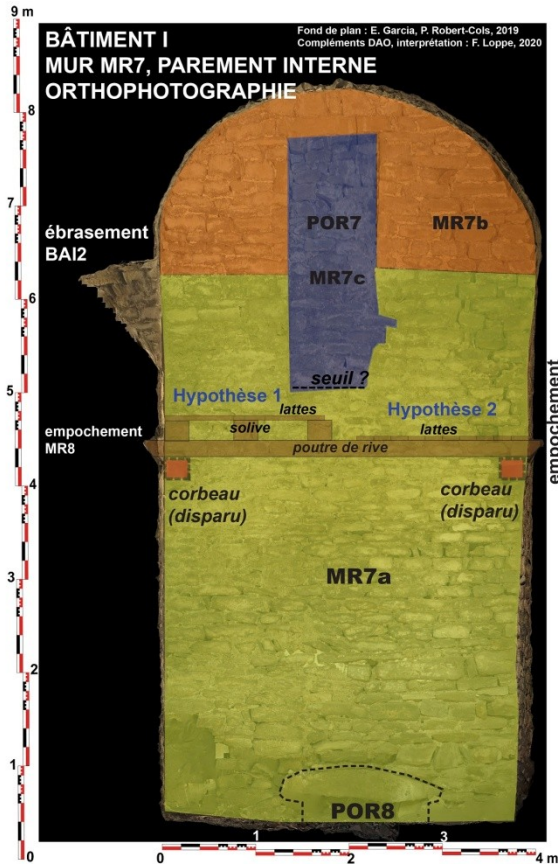 9 m
BÂTIMENT I
MUR MR7, PAREMENT INTERNE
ORTHOPHOTOGRAPHIE
Fond de plan : E. Garcia, P. Robert-Cols, 2019
Compléments DAO, interprétation : F. Loppe, 2020
8
7
POR7
MR7b
ébrasement
BAI2
MR7c
6
5
seuil ?
Hypothèse 1
lattes
Hypothèse 2
solive
lattes
empochement
MR8
poutre de rive
empochement
4
corbeau
(disparu)
corbeau
(disparu)
MR7a
3
2
1
POR8
0
0
1
2
3
4 m